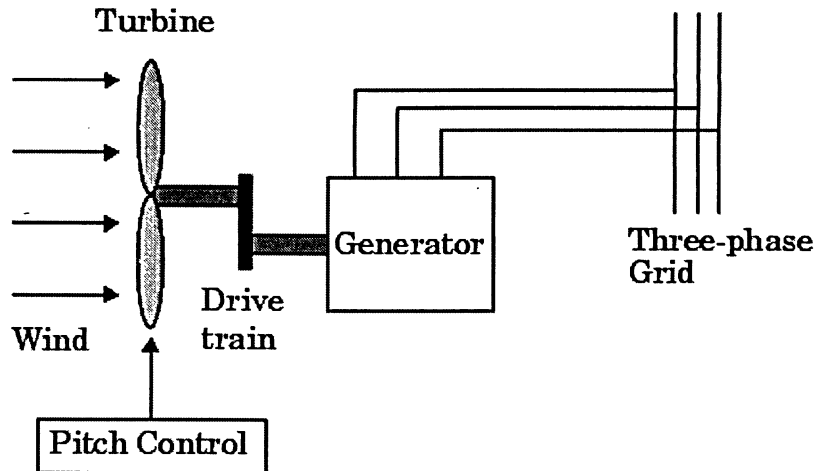 Turbine
Generator
Three-phase
Grid
Drive
train
Wind
Pitch Control